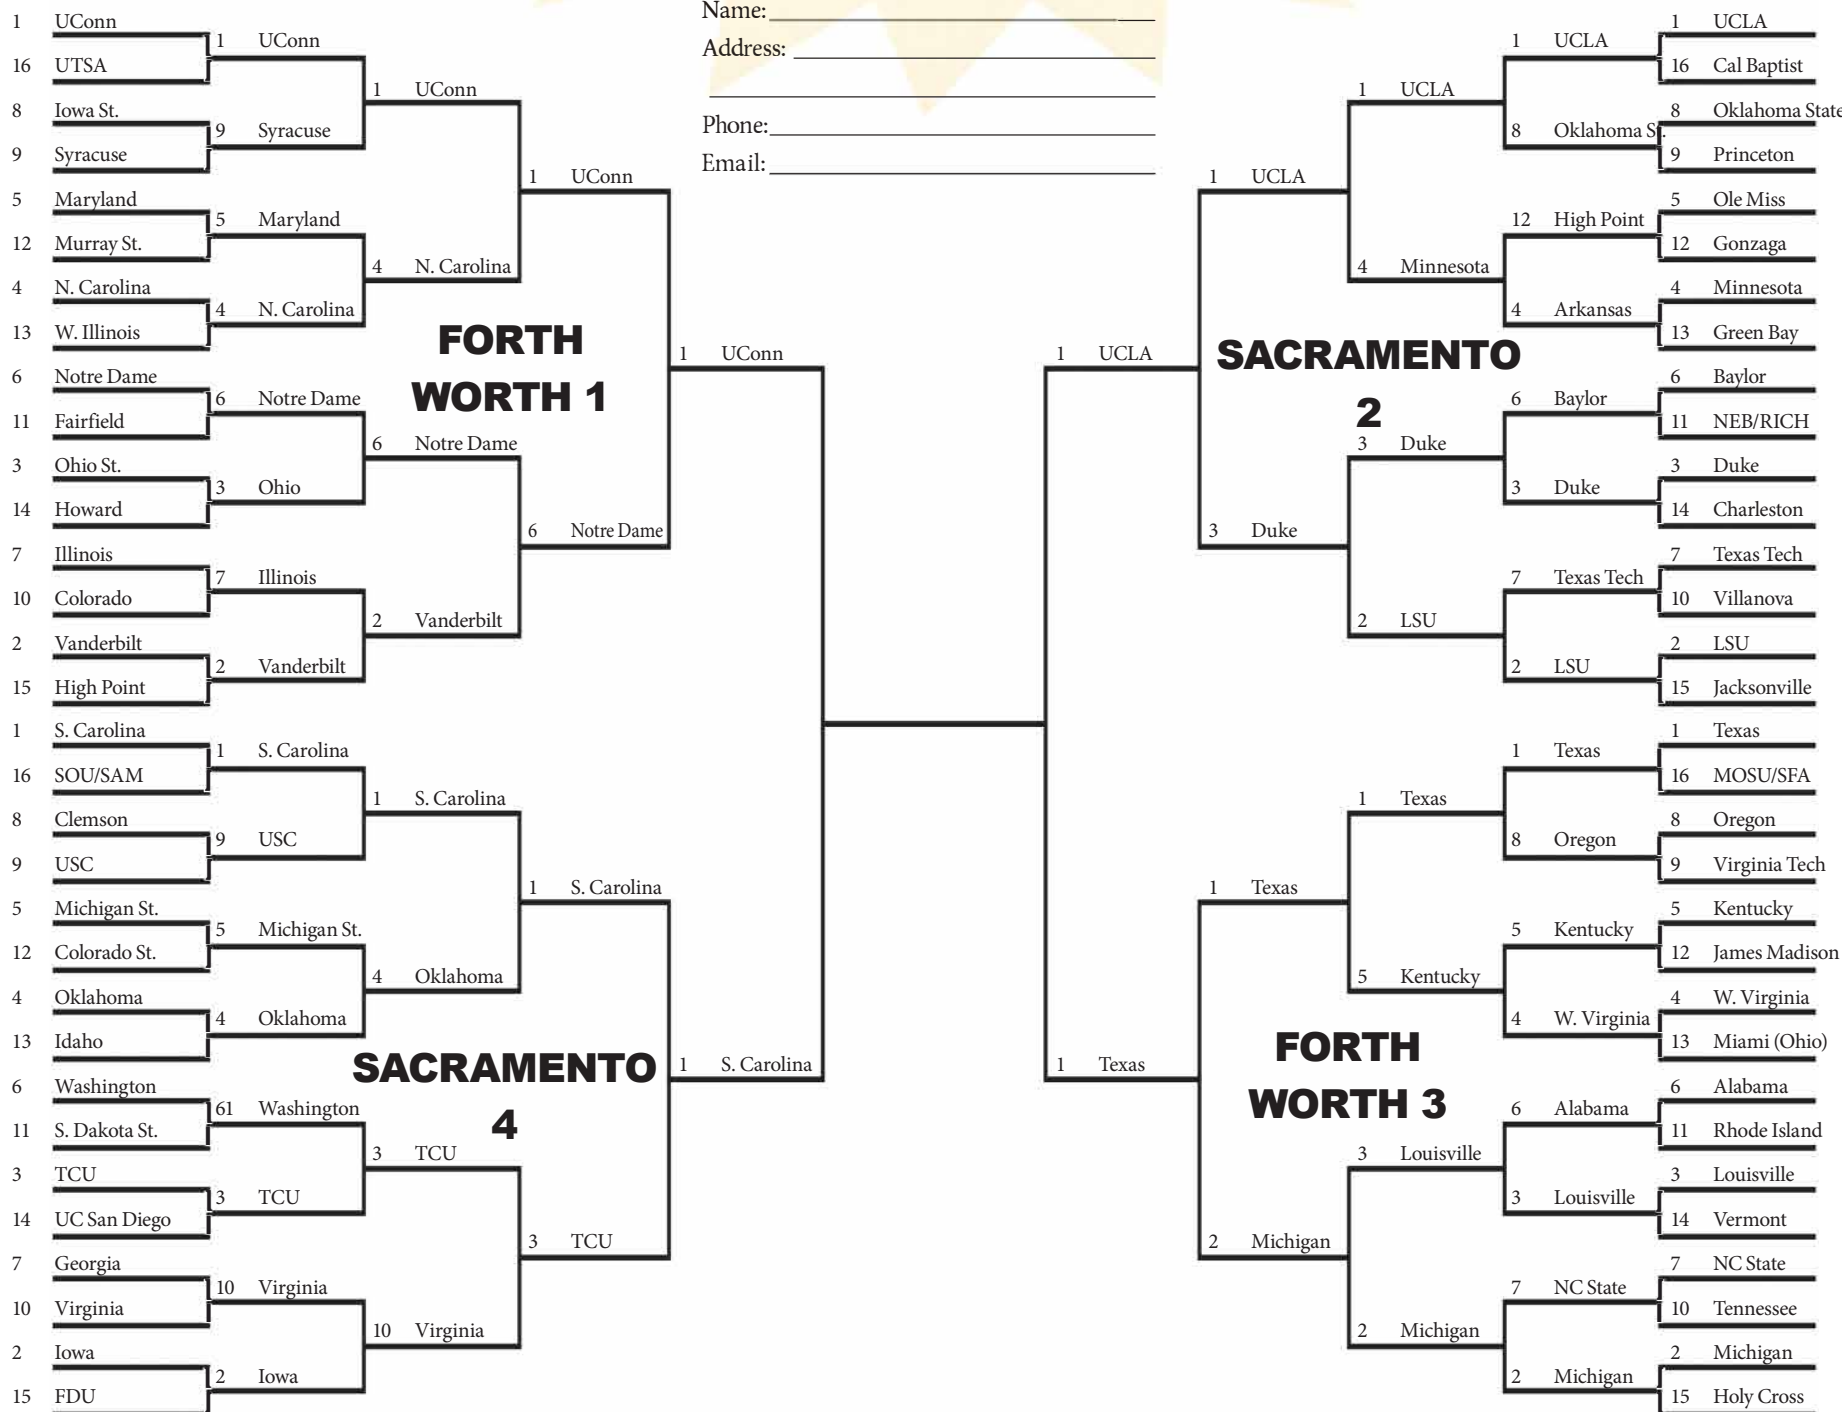 Name:
Address:
Phone:
Email:
1 UConn
16 UTSA
8 Iowa St.
9 Syracuse
5 Maryland
12 Murray St.
4 N. Carolina
13 W. Illinois
6 Notre Dame
11 Fairfield
3 Ohio St.
14 Howard
7 Illinois
10 Colorado
2 Vanderbilt
15 High Point
1 S. Carolina
16 SOU/SAM
8 Clemson
9 USC
5 Michigan St.
12 Colorado St.
4 Oklahoma
13 Idaho
6 Washington
11 S. Dakota St.
3 TCU
14 UC San Diego
7 Georgia
10 Virginia
2 Iowa
15 FDU
1 UConn
9 Syracuse
5 Maryland
4 N. Carolina
6 Notre Dame
3 Ohio
7 Illinois
2 Vanderbilt
1 S. Carolina
9 USC
5 Michigan St.
4 Oklahoma
61 Washington
3 TCU
10 Virginia
2 Iowa
1 UConn
4 N. Carolina
6 Notre Dame
2 Vanderbilt
1 S. Carolina
4 Oklahoma
3 TCU
10 Virginia
1 UConn
6 Notre Dame
1 S. Carolina
3 TCU
FORTH
WORTH 1
SACRAMENTO
4
1 UConn
1 S. Carolina
1 UCLA
1 Texas
SACRAMENTO
2
FORTH
WORTH 3
1 UCLA
3 Duke
1 Texas
2 Michigan
1 UCLA
4 Minnesota
3 Duke
2 LSU
1 Texas
5 Kentucky
3 Louisville
2 Michigan
1 UCLA
8 Oklahoma St.
12 High Point
4 Arkansas
6 Baylor
3 Duke
7 Texas Tech
2 LSU
1 Texas
8 Oregon
5 Kentucky
4 W. Virginia
6 Alabama
3 Louisville
7 NC State
2 Michigan
1 UCLA
16 Cal Baptist
8 Oklahoma State
9 Princeton
5 Ole Miss
12 Gonzaga
4 Minnesota
13 Green Bay
6 Baylor
11 NEB/RICH
3 Duke
14 Charleston
7 Texas Tech
10 Villanova
2 LSU
15 Jacksonville
1 Texas
16 MOSU/SFA
8 Oregon
9 Virginia Tech
5 Kentucky
12 James Madison
4 W. Virginia
13 Miami (Ohio)
6 Alabama
11 Rhode Island
3 Louisville
14 Vermont
7 NC State
10 Tennessee
2 Michigan
15 Holy Cross